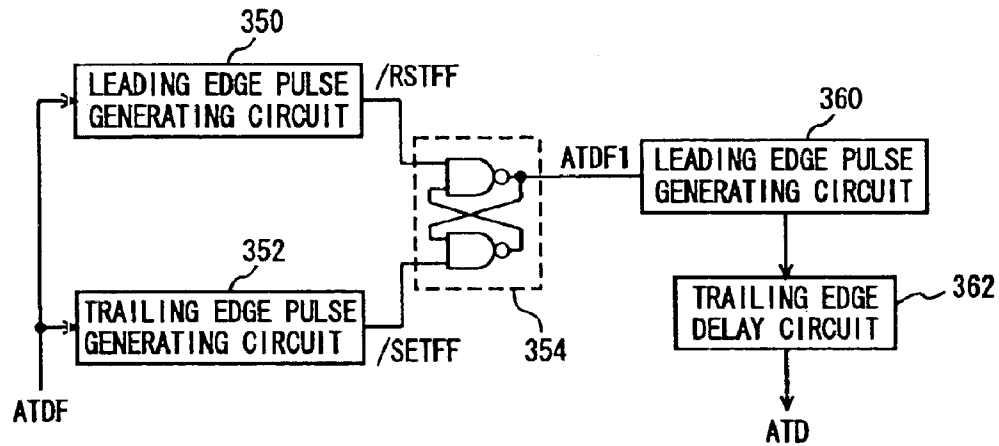 350
LEADING EDGE PULSE
GENERATING CIRCUIT
/RSTFF
360
ATDF1
LEADING EDGE PULSE
GENERATING CIRCUIT
352
TRAILING EDGE PULSE
GENERATING CIRCUIT
/SETFF
354
TRAILING EDGE
DELAY CIRCUIT
362
ATDF
ATD